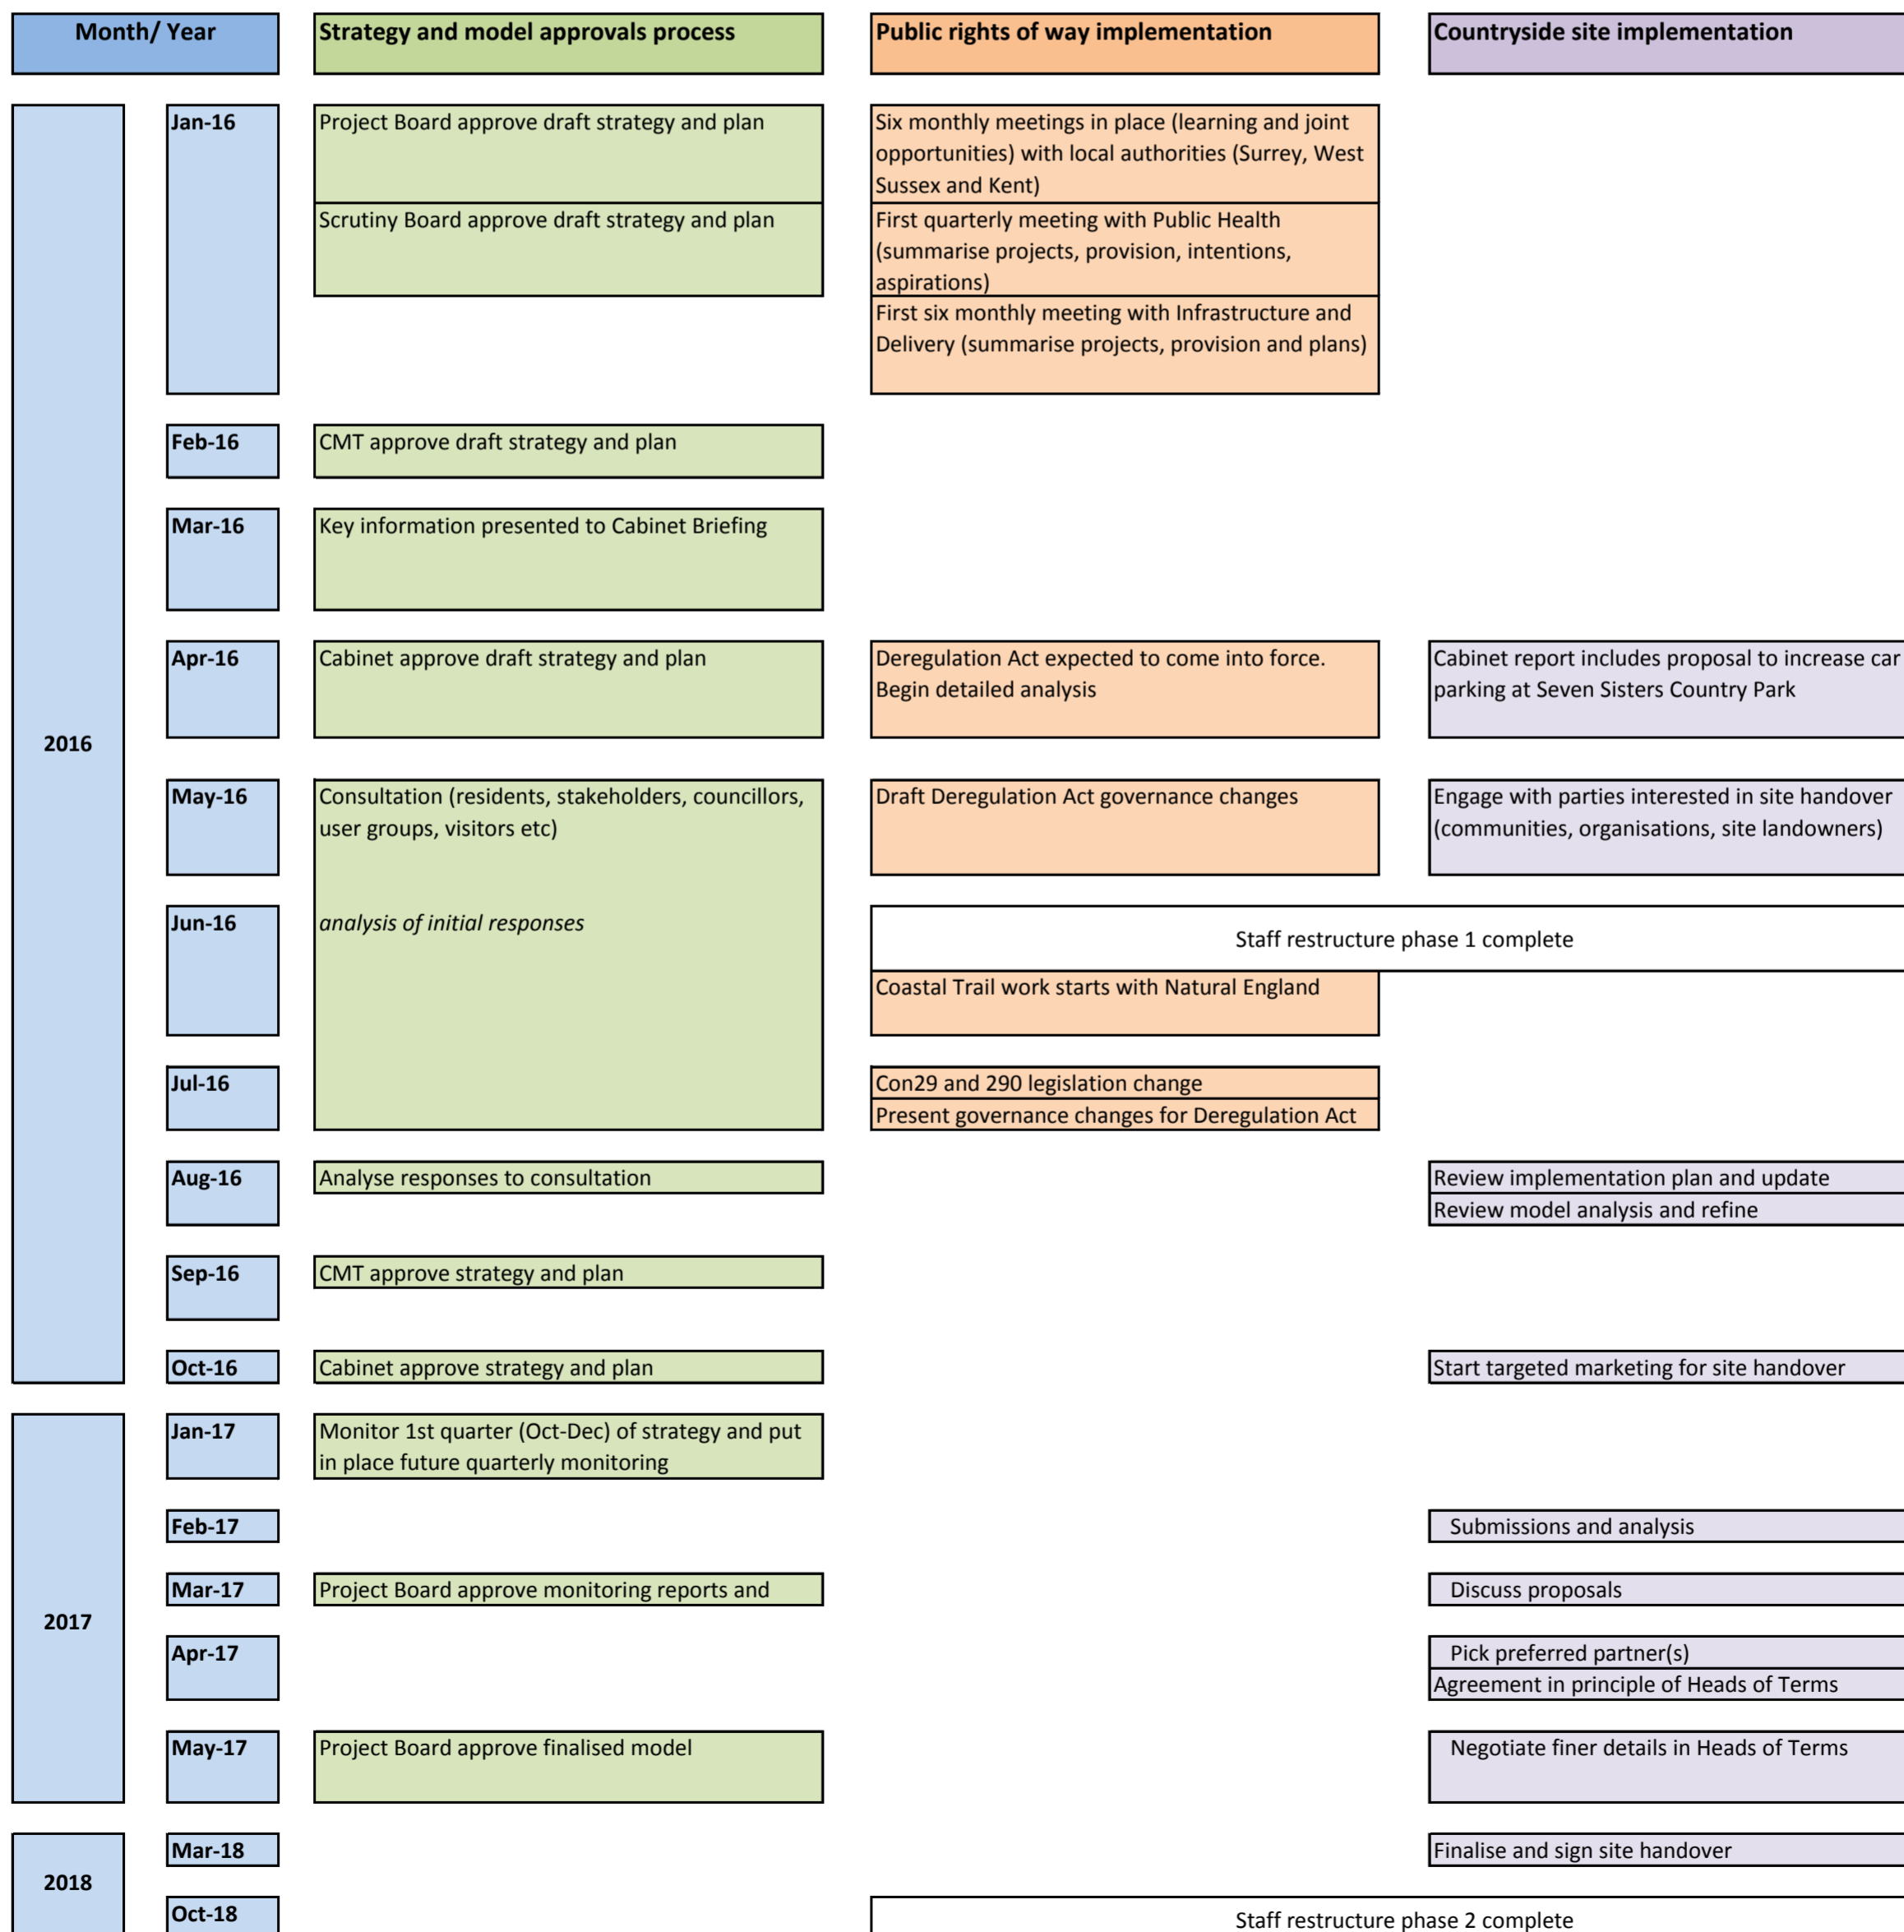 Month/ Year
Strategy and model approvals process
Public rights of way implementation
Countryside site implementation
2016
Jan-16
Project Board approve draft strategy and plan
Scrutiny Board approve draft strategy and plan
Six monthly meetings in place (learning and joint
opportunities) with local authorities (Surrey, West
Sussex and Kent)
First quarterly meeting with Public Health
(summarise projects, provision, intentions,
aspirations)
First six monthly meeting with Infrastructure and
Delivery (summarise projects, provision and plans)
Feb-16
CMT approve draft strategy and plan
Mar-16
Key information presented to Cabinet Briefing
Apr-16
Cabinet approve draft strategy and plan
Deregulation Act expected to come into force.
Begin detailed analysis
Cabinet report includes proposal to increase car
parking at Seven Sisters Country Park
May-16
Consultation (residents, stakeholders, councillors,
user groups, visitors etc)
Draft Deregulation Act governance changes
Engage with parties interested in site handover
(communities, organisations, site landowners)
Jun-16
analysis of initial responses
Staff restructure phase 1 complete
Coastal Trail work starts with Natural England
Jul-16
Con29 and 290 legislation change
Present governance changes for Deregulation Act
Aug-16
Analyse responses to consultation
Review implementation plan and update
Review model analysis and refine
Sep-16
CMT approve strategy and plan
Oct-16
Cabinet approve strategy and plan
Start targeted marketing for site handover
2017
Jan-17
Monitor 1st quarter (Oct-Dec) of strategy and put
in place future quarterly monitoring
Feb-17
Submissions and analysis
Mar-17
Project Board approve monitoring reports and
Discuss proposals
Apr-17
Pick preferred partner(s)
Agreement in principle of Heads of Terms
May-17
Project Board approve finalised model
Negotiate finer details in Heads of Terms
2018
Mar-18
Finalise and sign site handover
Oct-18
Staff restructure phase 2 complete